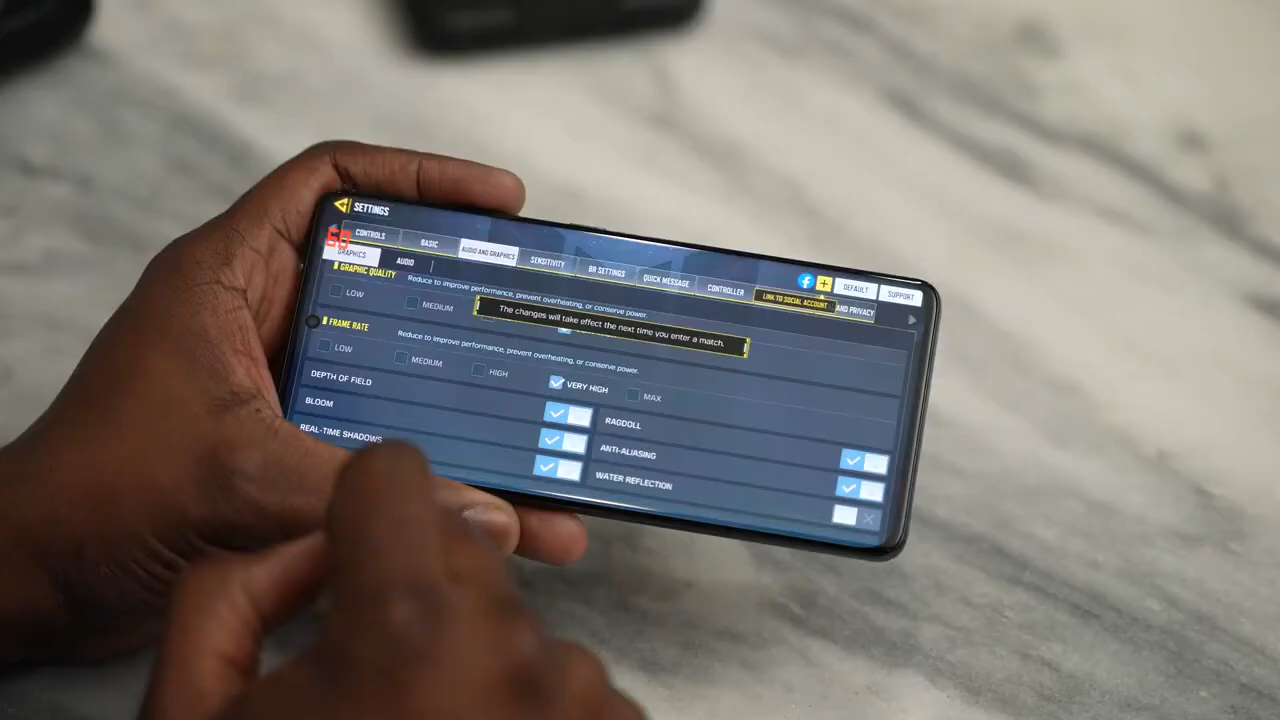 SETTINGS
60
CONTROLS
BASIC
AUDIO AND GRAPHICS
SENSITIVITY
BR SETTINGS
QUICK MESSAGE
CONTROLLER
AND PRIVACY
LINK TO SOCIAL ACCOUNT
DEFAULT
SUPPORT
GRAPHICS
AUDIO
GRAPHIC QUALITY
Reduce to improve performance, prevent overheating, or conserve power.
LOW
MEDIUM
The changes will take effect the next time you enter a match.
FRAME RATE
Reduce to improve performance, prevent overheating, or conserve power.
LOW
MEDIUM
HIGH
VERY HIGH
MAX
DEPTH OF FIELD
RAGDOLL
BLOOM
ANTI-ALIASING
REAL-TIME SHADOWS
WATER REFLECTION